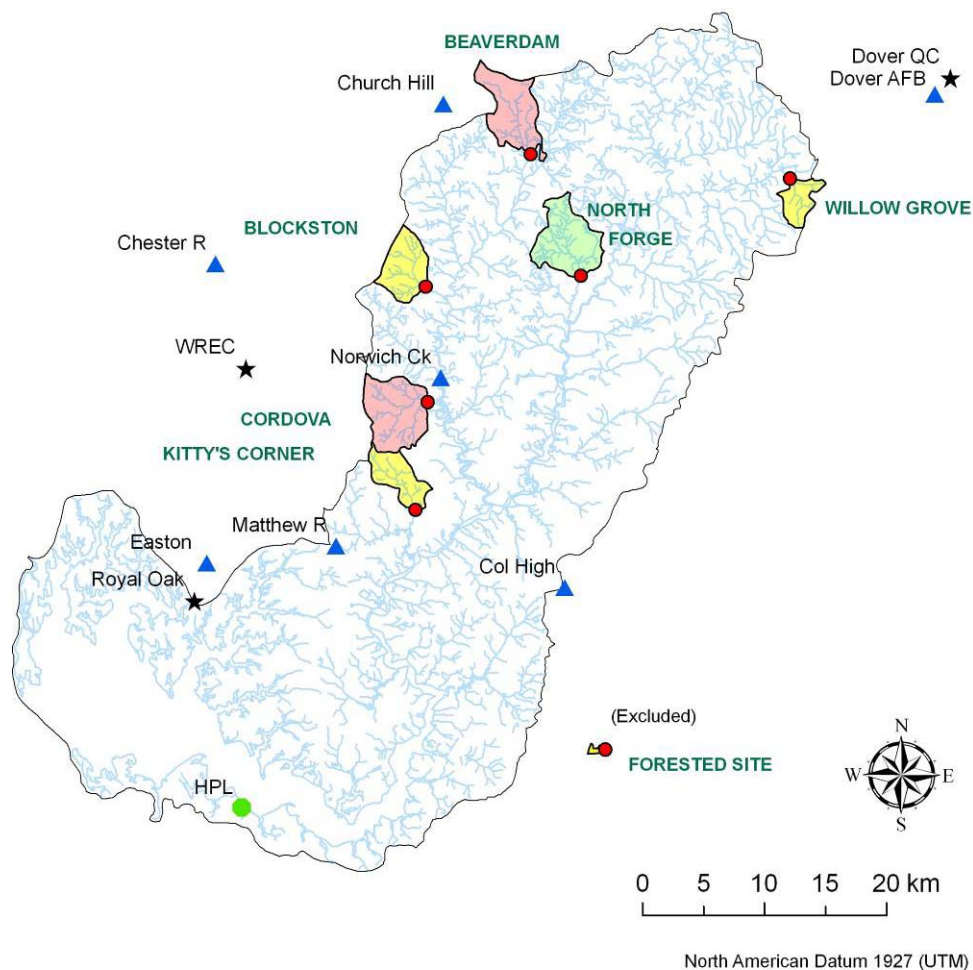 BEAVERDAM
Dover QC
Dover AFB
Church Hill
WILLOW GROVE
NORTH
FORGE
BLOCKSTON
Chester R
WREC
Norwich Ck
CORDOVA
KITTY'S CORNER
Matthew R
Easton
Royal Oak
Col High
(Excluded)
FORESTED SITE
HPL
N
W E
S
0 5 10 15 20 km
North American Datum 1927 (UTM)